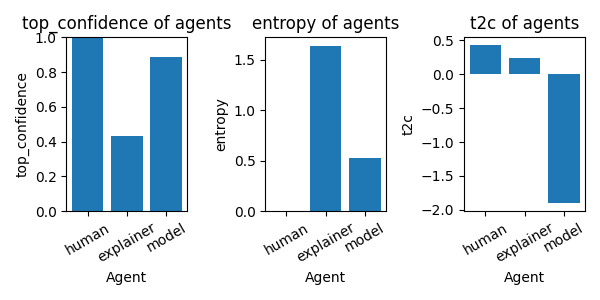 top_confidence of agents
top_confidence
1.0
0.8
0.6
0.4
0.2
0.0
human
explainer
model
Agent
entropy of agents
entropy
1.5
1.0
0.5
0.0
human
explainer
model
Agent
t2c of agents
t2c
0.5
0.0
−0.5
−1.0
−1.5
−2.0
human
explainer
model
Agent